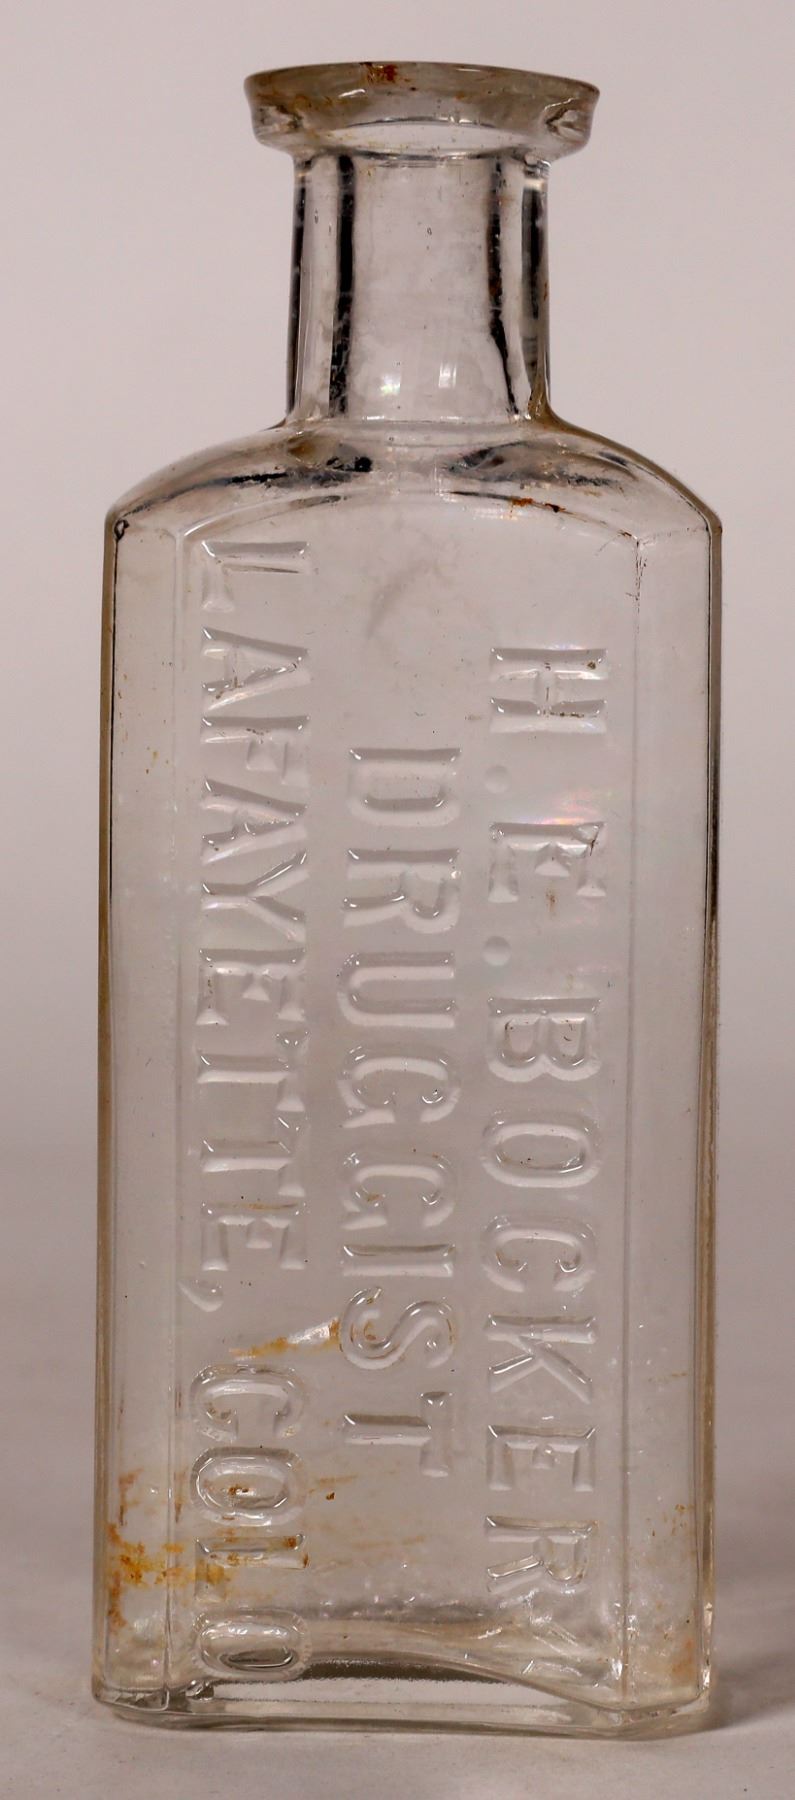 H.E.BOCKER
DRUGGIST
LAFAYETTE, COLO